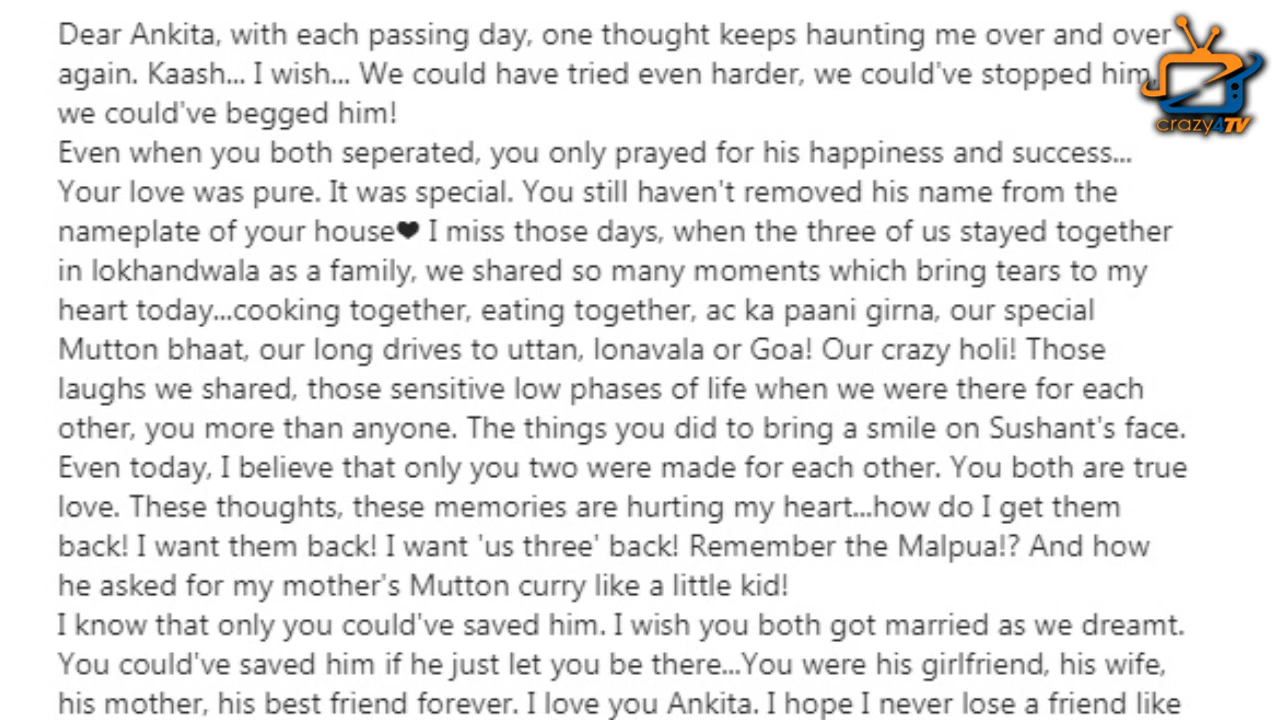 Dear Ankita, with each passing day, one thought keeps haunting me over and over
again. Kaash... I wish... We could have tried even harder, we could've stopped him,
we could've begged him!
Even when you both seperated, you only prayed for his happiness and success...
Your love was pure. It was special. You still haven't removed his name from the
nameplate of your house❤ I miss those days, when the three of us stayed together
in lokhandwala as a family, we shared so many moments which bring tears to my
heart today...cooking together, eating together, ac ka paani girna, our special
Mutton bhaat, our long drives to uttan, lonavala or Goa! Our crazy holi! Those
laughs we shared, those sensitive low phases of life when we were there for each
other, you more than anyone. The things you did to bring a smile on Sushant's face.
Even today, I believe that only you two were made for each other. You both are true
love. These thoughts, these memories are hurting my heart...how do I get them
back! I want them back! I want 'us three' back! Remember the Malpua!? And how
he asked for my mother's Mutton curry like a little kid!
I know that only you could've saved him. I wish you both got married as we dreamt.
You could've saved him if he just let you be there...You were his girlfriend, his wife,
his mother, his best friend forever. I love you Ankita. I hope I never lose a friend like
crazy4TV